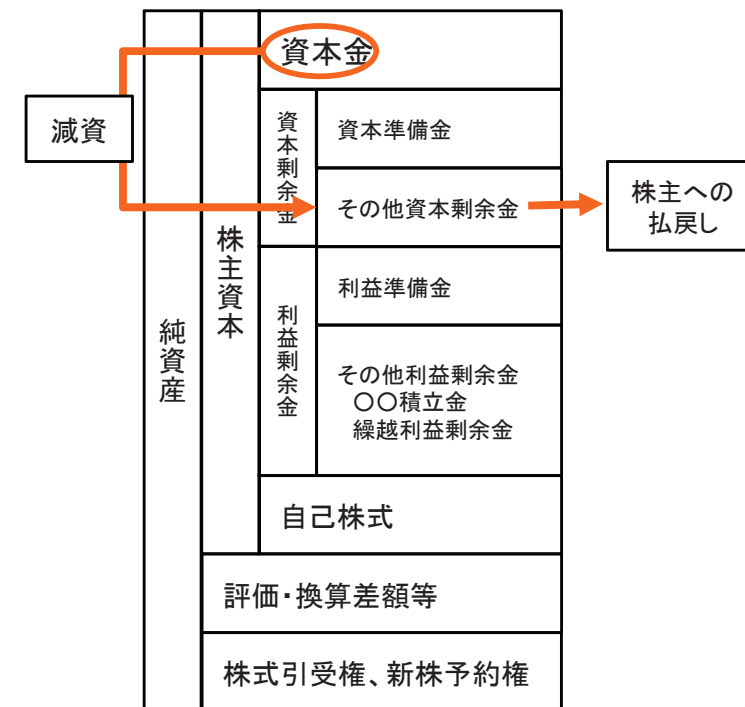 資本金
減資
資本剰余金
資本準備金
その他資本剰余金
株主への
払戻し
株主資本
純資産
利益剰余金
利益準備金
その他利益剰余金
〇〇積立金
繰越利益剰余金
自己株式
評価・換算差額等
株式引受権、新株予約権